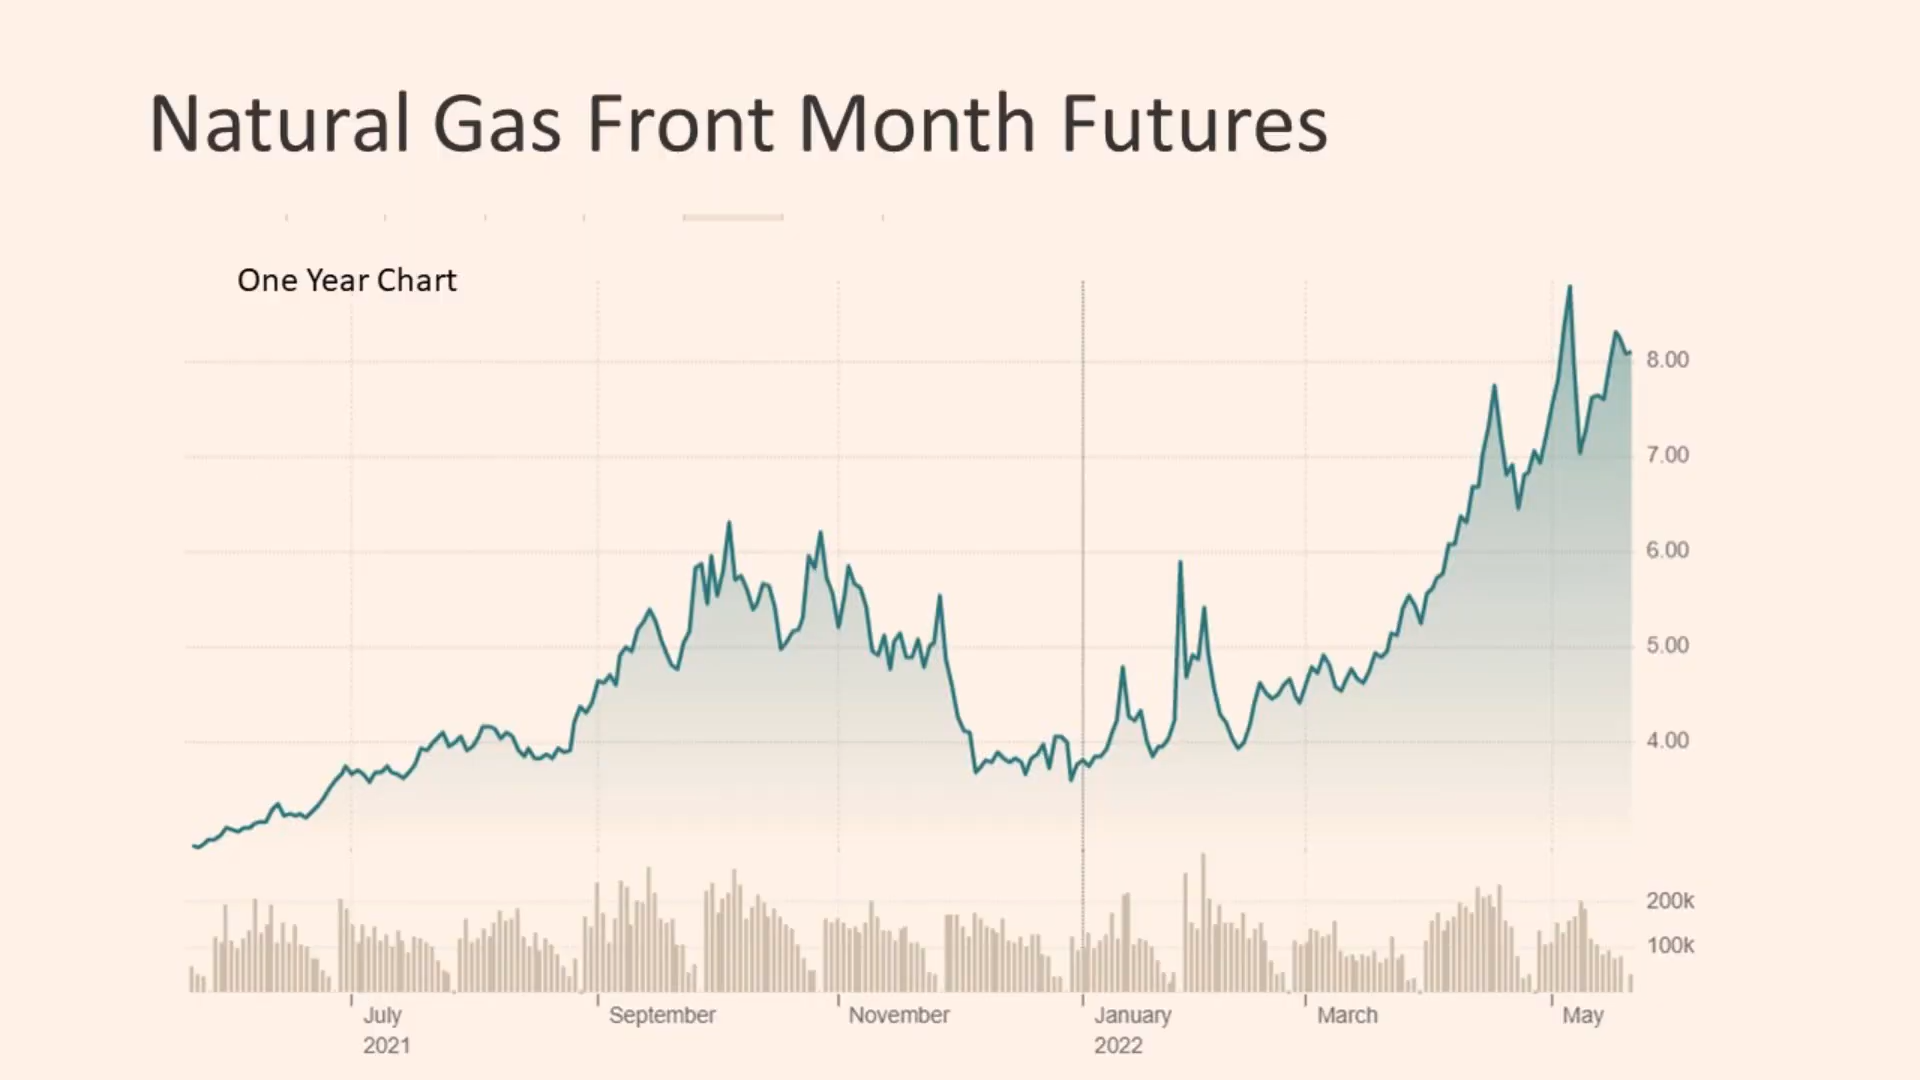 Natural Gas Front Month Futures
One Year Chart
8.00
7.00
6.00
5.00
4.00
200k
100k
July September November January March May
2021 2022